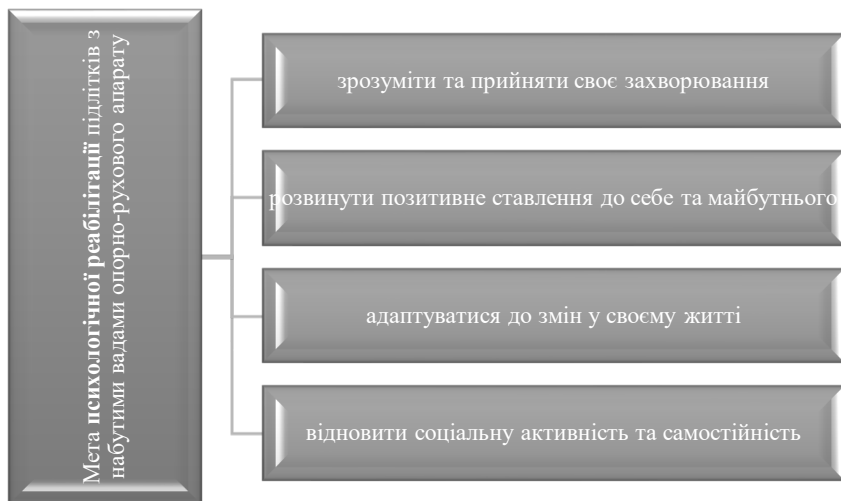 Мета психологічної реабілітації підлітків з
набутими вадами опорно-рухового апарату
зрозуміти та прийняти своє захворювання
розвинути позитивне ставлення до себе та майбутнього
адаптуватися до змін у своєму житті
відновити соціальну активність та самостійність